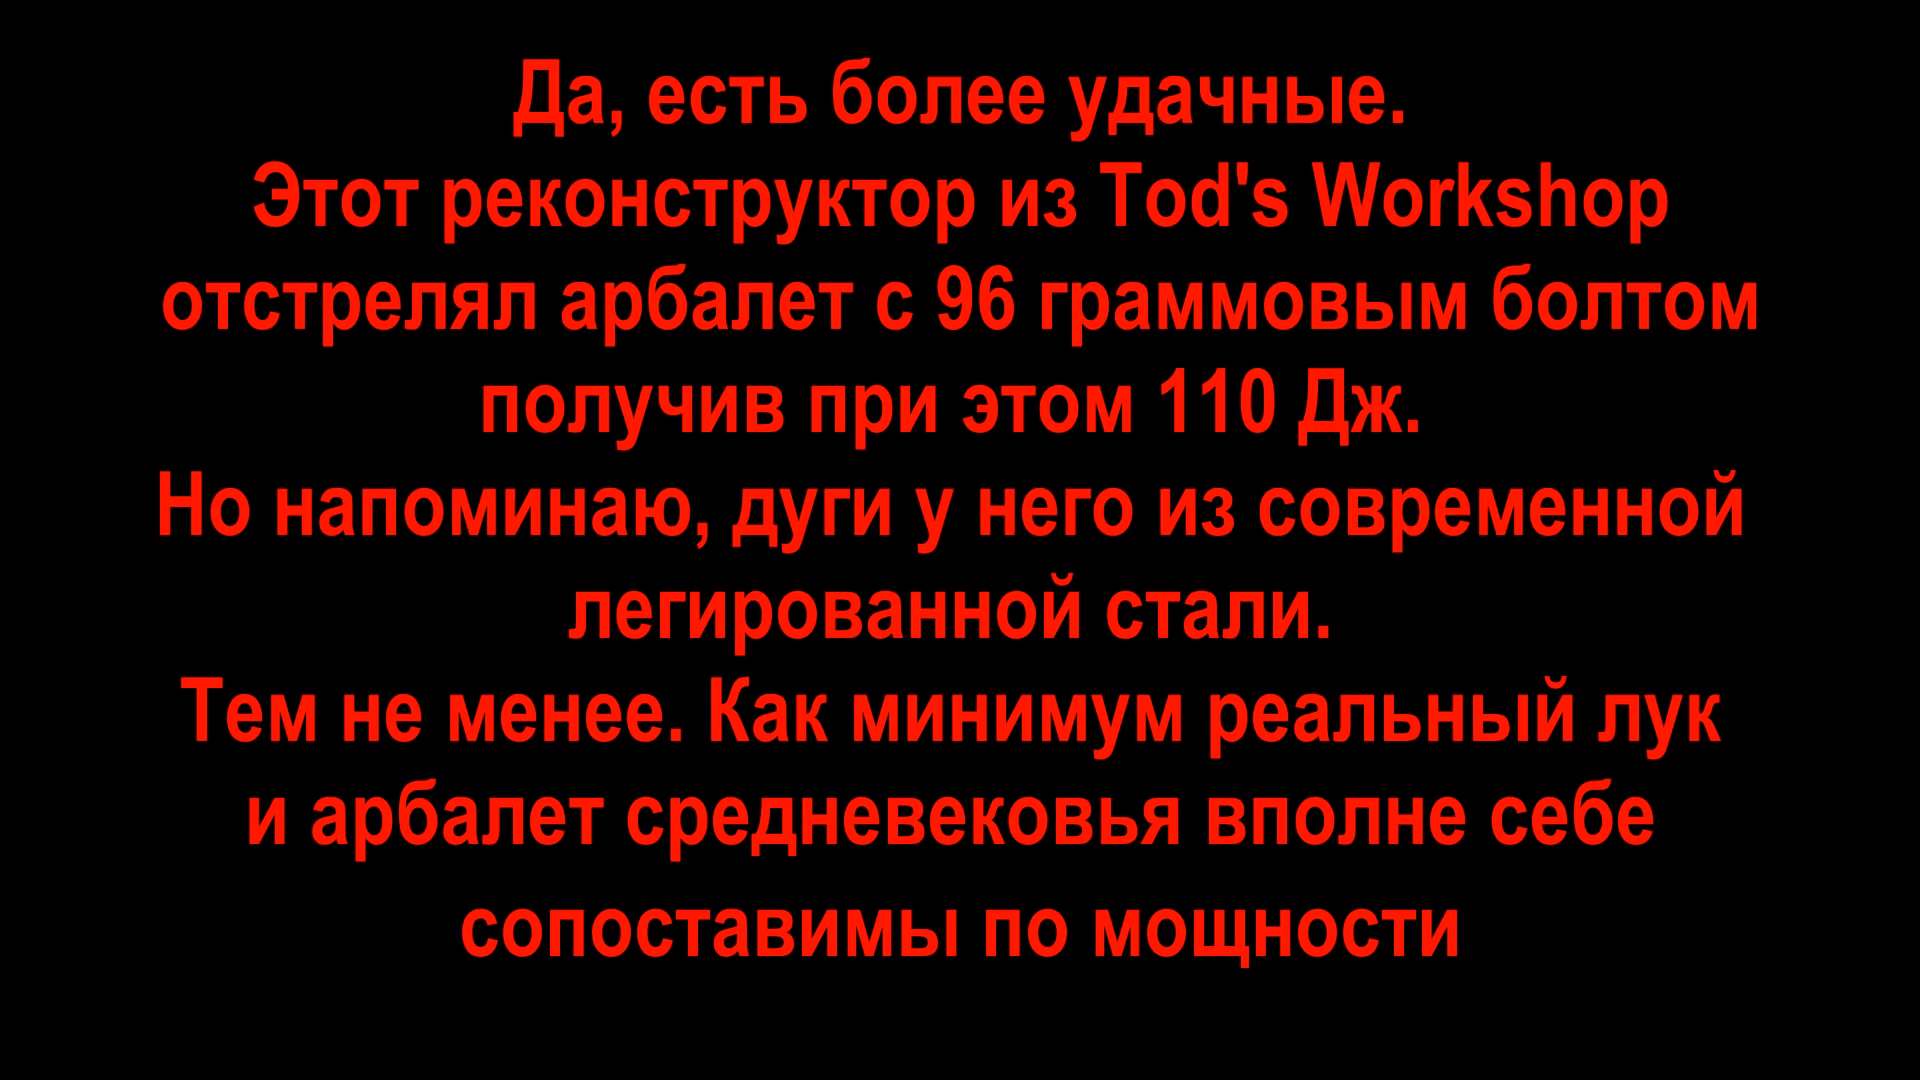 Да, есть более удачные.
Этот реконструктор из Tod's Workshop
отстрелял арбалет с 96 граммовым болтом
получив при этом 110 Дж.
Но напоминаю, дуги у него из современной
легированной стали.
Тем не менее. Как минимум реальный лук
и арбалет средневековья вполне себе
сопоставимы по мощности